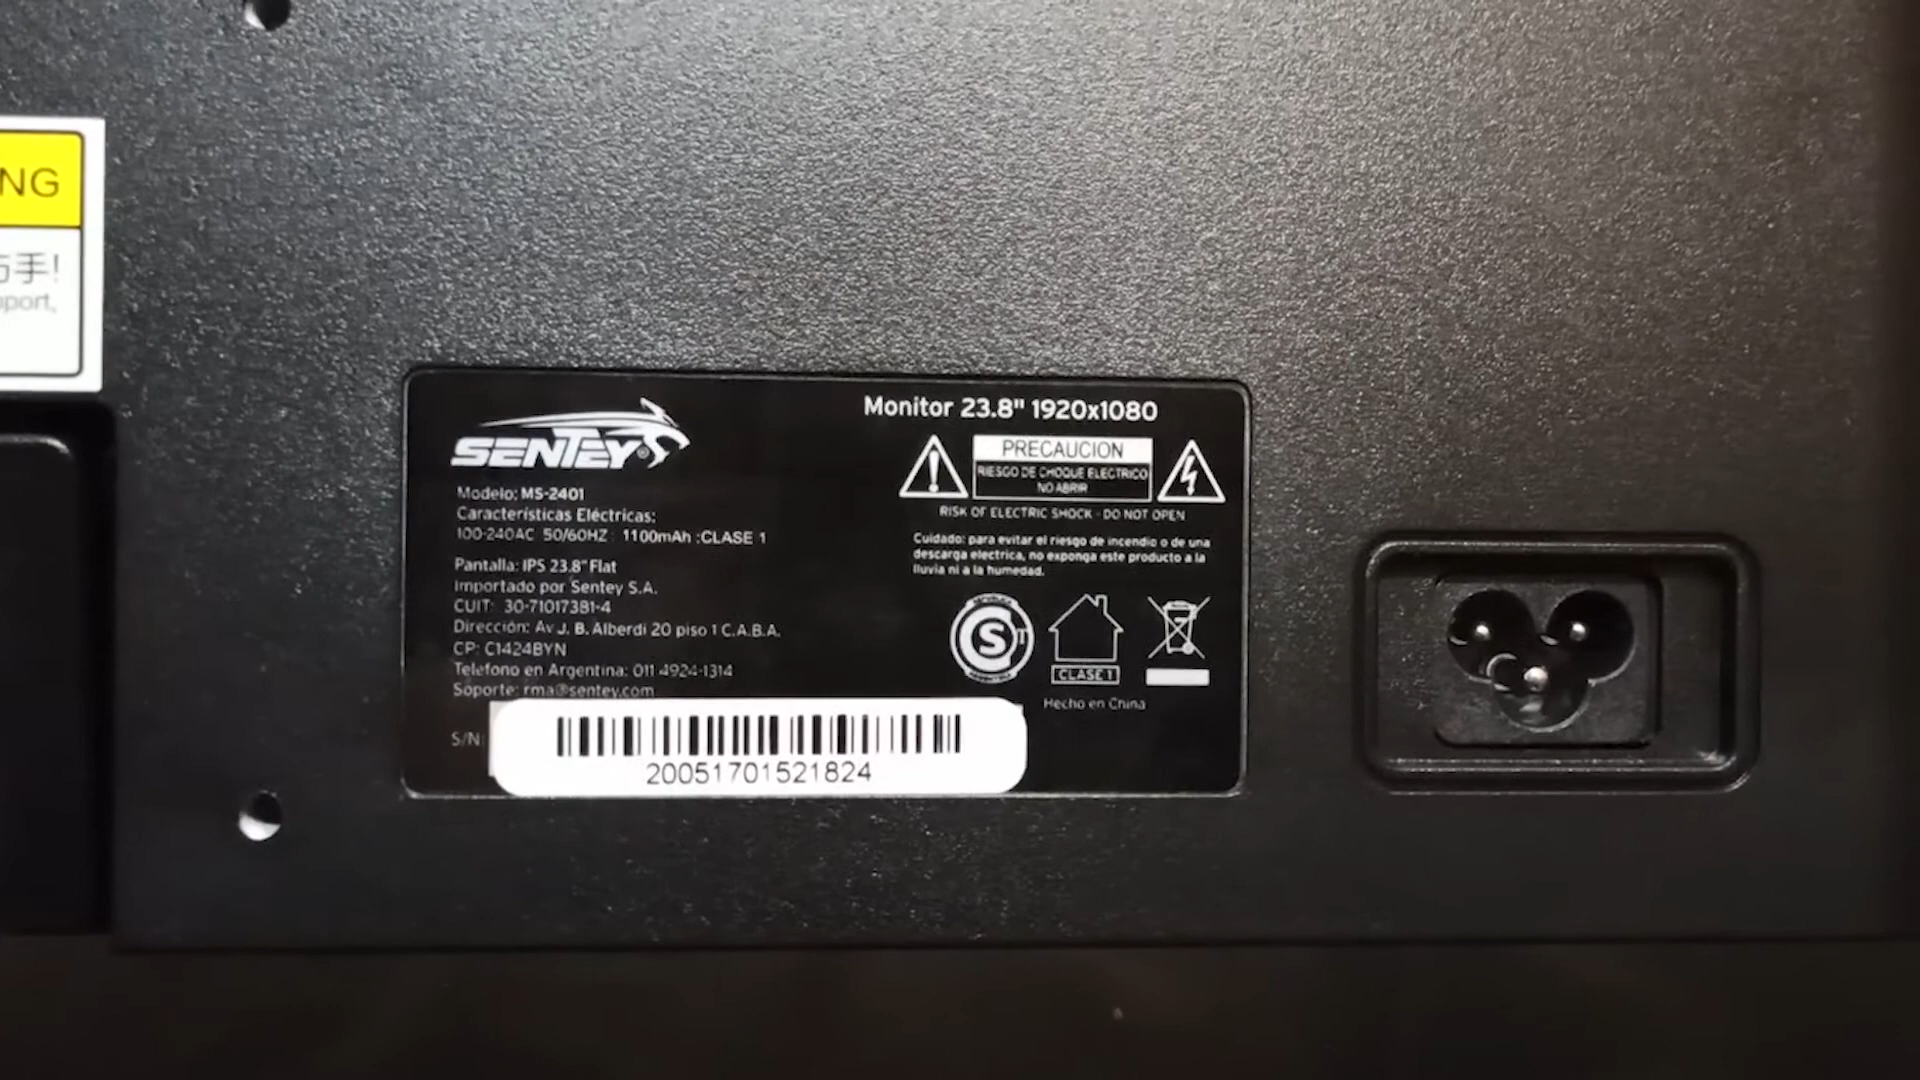 NG
手!
port,
SENTEY®
Monitor 23.8" 1920x1080
PRECAUCION
RIESGO DE CHOQUE ELECTRICO
NO ABRIR
RISK OF ELECTRIC SHOCK - DO NOT OPEN
Modelo: MS-2401
Características Eléctricas:
100-240AC 50/60HZ 1100mAh :CLASE 1
Pantalla: IPS 23.8" Flat
Importado por Sentey S.A.
CUIT: 30-71017381-4
Dirección: Av J. B. Alberdi 20 piso 1 C.A.B.A.
CP: C1424BYN
Telefono en Argentina: 011 4924-1314
Soporte: rma@sentey.com
Cuidado: para evitar el riesgo de incendio o de una
descarga electrica, no exponga este producto a la
lluvia ni a la humedad.
S
CLASE 1
Hecho en China
S/N:
20051701521824